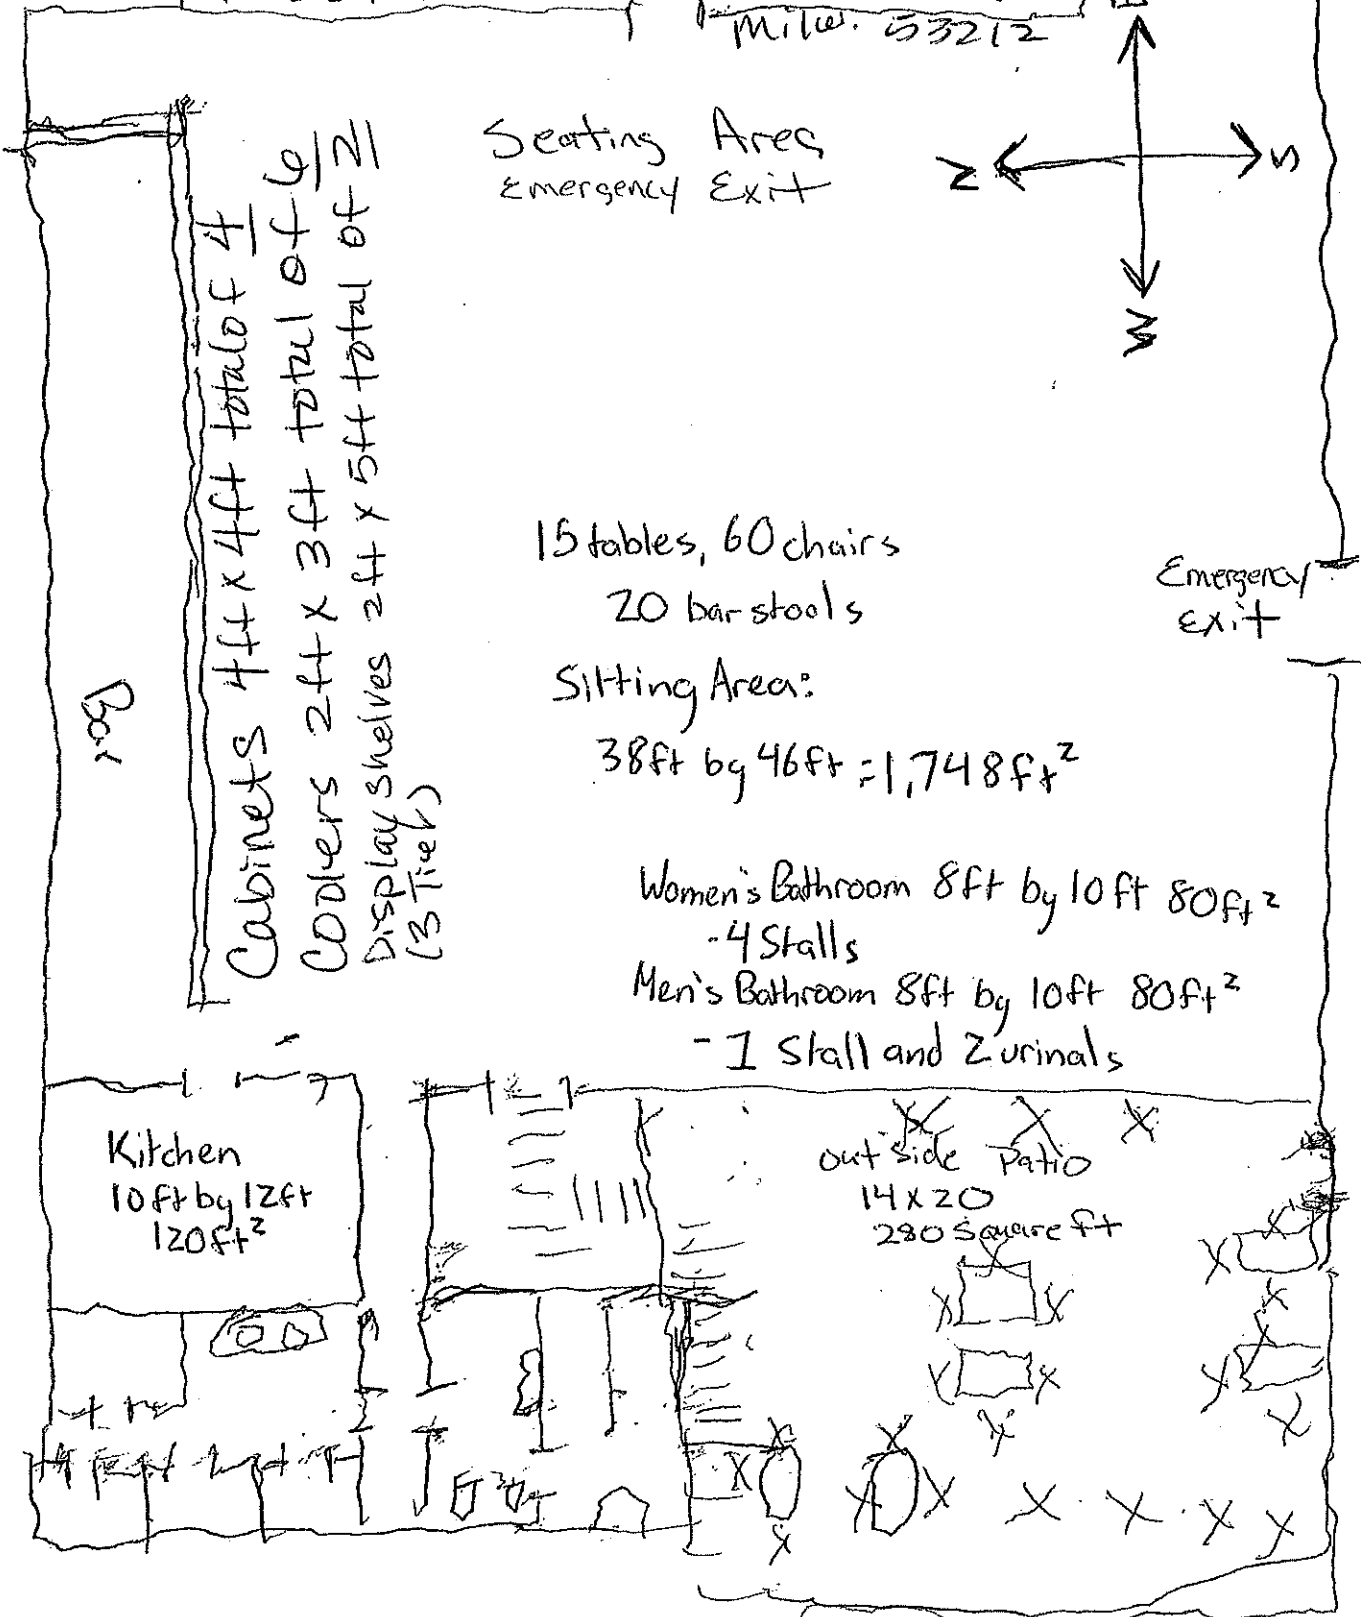 Milw. 53212
Seating Area
Emergency Exit
N
S
W
Cabinets 4ft x 4ft total of 4
Coolers 2ft x 3ft total of 6
Display Shelves 2ft x 5ft total of 2
(3 Tier)
Bar
15 tables, 60 chairs
20 bar stools
Emergency
Exit
Sitting Area:
38ft by 46ft = 1,748ft²
Women's Bathroom 8ft by 10ft 80ft²
-4 Stalls
Men's Bathroom 8ft by 10ft 80ft²
- 1 Stall and 2 urinals
Kitchen
10ft by 12ft
120ft²
outside Patio
14 x 20
280 square ft